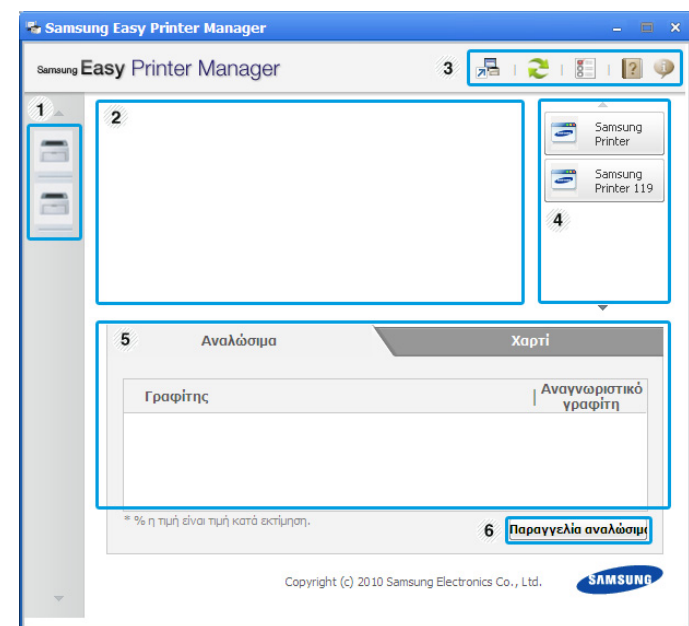 Samsung Easy Printer Manager
Samsung Easy Printer Manager
3
1
2
Samsung
Printer
Samsung
Printer 119
4
5
Αναλώσιμα
Χαρτί
Γραφίτης
Αναγνωριστικό
γραφίτη
* % η τιμή είναι τιμή κατά εκτίμηση.
6
Παραγγελία αναλώσιμ
Copyright (c) 2010 Samsung Electronics Co., Ltd.
SAMSUNG